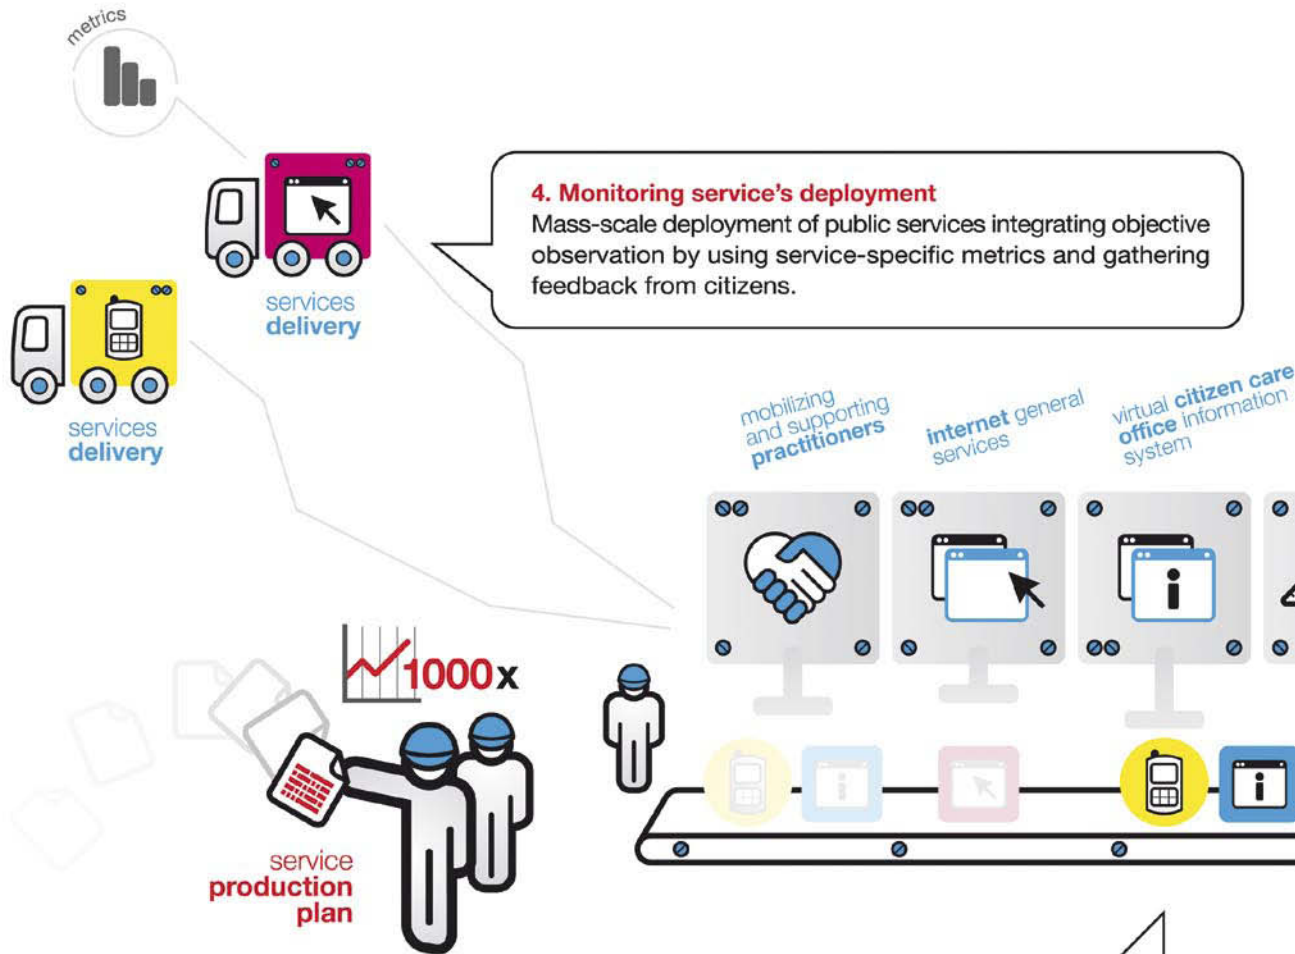 metrics
4. Monitoring service's deployment
Mass-scale deployment of public services integrating objective
observation by using service-specific metrics and gathering
feedback from citizens.
services
delivery
services
delivery
mobilizing
and supporting
practitioners
internet general
services
virtual citizen care
office information
system
i
1000x
i
i
service
production
plan